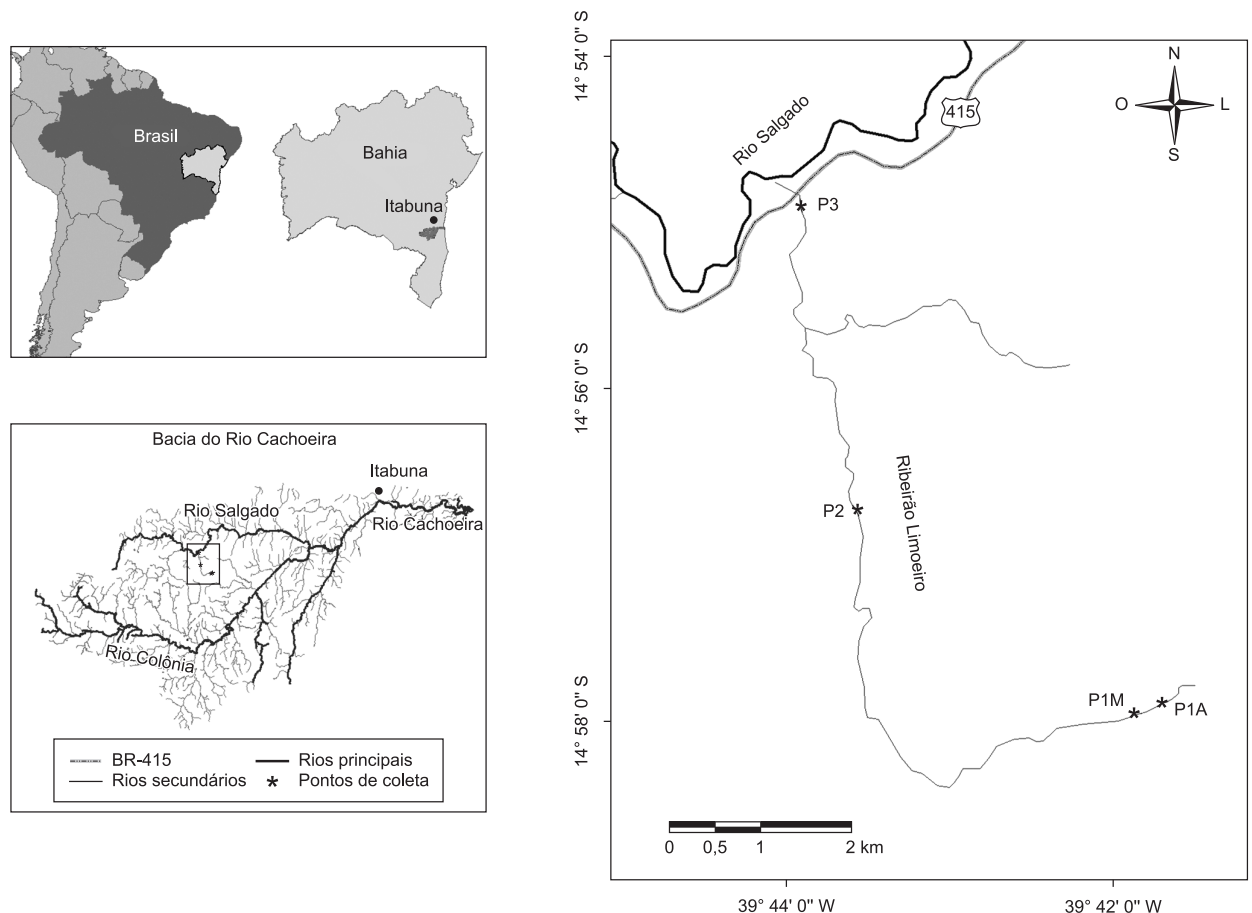 Brasil
Bahia
Itabuna
Bacia do Rio Cachoeira
Itabuna
Rio Salgado
Rio Cachoeira
Rio Colônia
BR-415
Rios principais
Rios secundários
* Pontos de coleta
14° 54' 0" S
14° 56' 0" S
14° 58' 0" S
N
O
L
S
415
Rio Salgado
* P3
P2 *
Ribeirão Limoeiro
P1M *
* P1A
0 0,5 1 2 km
39° 44' 0" W
39° 42' 0" W